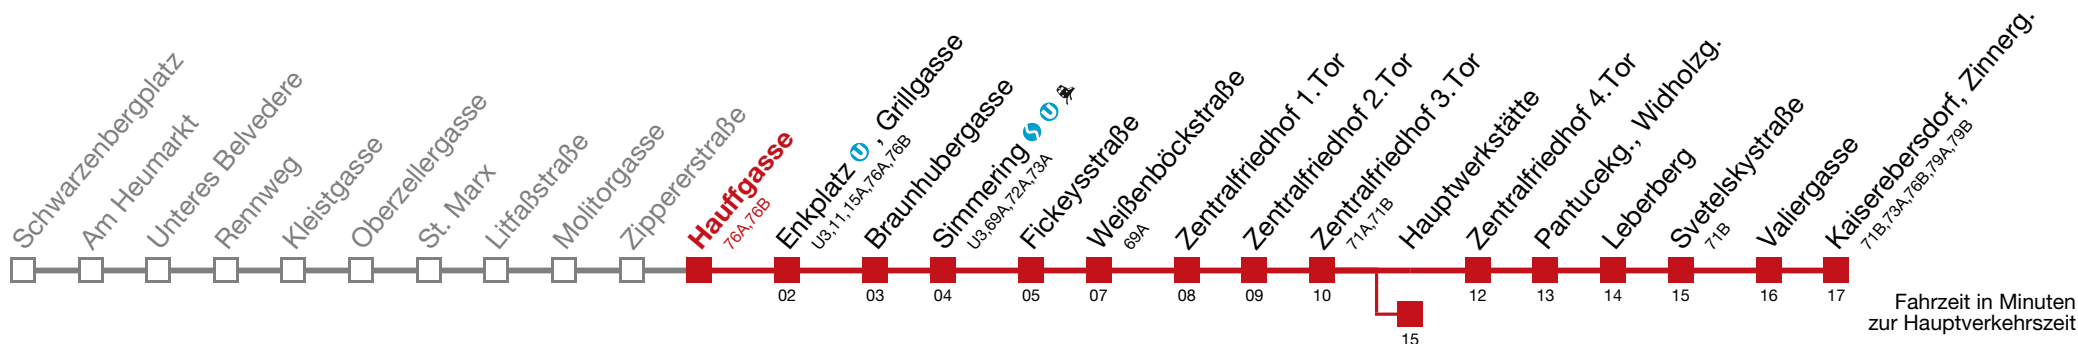 Schwarzenbergplatz
Am Heumarkt
Unteres Belvedere
Rennweg
Kleistgasse
Oberzellergasse
St. Marx
Litfaßstraße
Molitorgasse
Zippererstraße
Hauffgasse
76A,76B
Enkplatz U , Grillgasse
U3,11,15A,76A,76B
Braunhubergasse
Simmering S U
U3,69A,72A,73A
Fickeysstraße
Weißenböckstraße
69A
Zentralfriedhof 1.Tor
Zentralfriedhof 2.Tor
Zentralfriedhof 3.Tor
71A,71B
Hauptwerkstätte
Zentralfriedhof 4.Tor
Pantucekg., Widholzg.
Leberberg
Svetelskystraße
71B
Valiergasse
Kaiserebersdorf, Zinnerg.
71B,73A,76B,79A,79B
02 03 04 05 07 08 09 10 12 13 14 15 16 17
15
Fahrzeit in Minuten
zur Hauptverkehrszeit